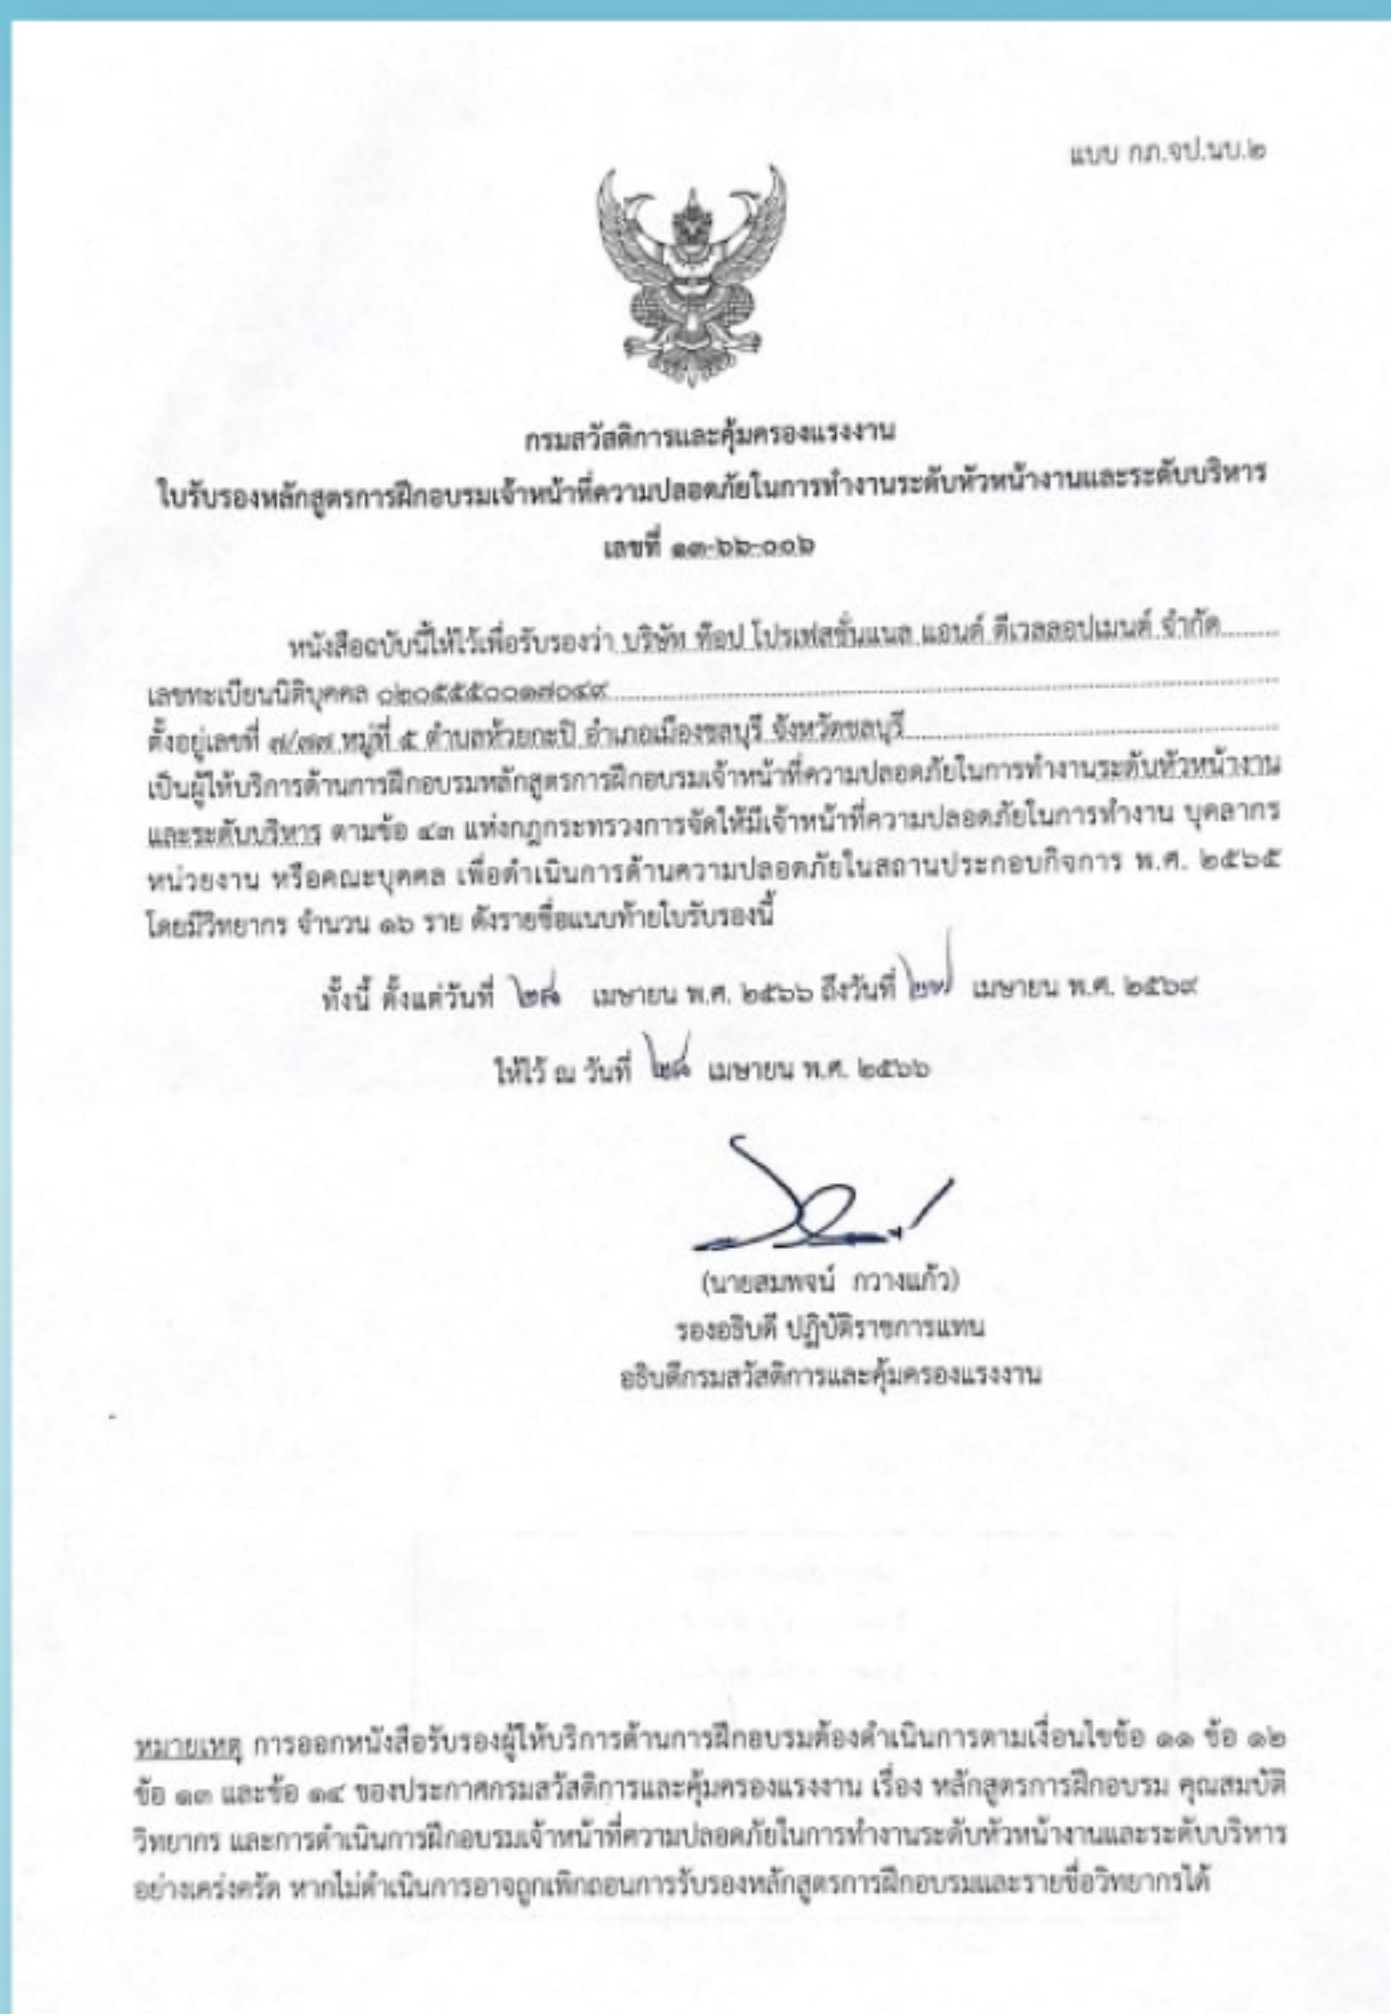 แบบ กภ.จป.นบ.๒
กรมสวัสดิการและคุ้มครองแรงงาน
ใบรับรองหลักสูตรการฝึกอบรมเจ้าหน้าที่ความปลอดภัยในการทำงานระดับหัวหน้างานและระดับบริหาร
เลขที่ ๑๓-๖๖-๐๐๖
หนังสือฉบับนี้ให้ไว้เพื่อรับรองว่า บริษัท ท๊อป โปรเฟสชั่นแนล แอนด์ ดีเวลลอปเมนต์ จำกัด
เลขทะเบียนนิติบุคคล ๐๒๐๕๕๕๐๐๑๗๐๔๙
ตั้งอยู่เลขที่ ๗/๗๗ หมู่ที่ ๕ ตำบลห้วยกะปิ อำเภอเมืองชลบุรี จังหวัดชลบุรี
เป็นผู้ให้บริการด้านการฝึกอบรมหลักสูตรการฝึกอบรมเจ้าหน้าที่ความปลอดภัยในการทำงานระดับหัวหน้างาน
และระดับบริหาร ตามข้อ ๔๓ แห่งกฎกระทรวงการจัดให้มีเจ้าหน้าที่ความปลอดภัยในการทำงาน บุคลากร
หน่วยงาน หรือคณะบุคคล เพื่อดำเนินการด้านความปลอดภัยในสถานประกอบกิจการ พ.ศ. ๒๕๖๕
โดยมีวิทยากร จำนวน ๑๖ ราย ดังรายชื่อแนบท้ายใบรับรองนี้
ทั้งนี้ ตั้งแต่วันที่ ๒๘ เมษายน พ.ศ. ๒๕๖๖ ถึงวันที่ ๒๗ เมษายน พ.ศ. ๒๕๖๙
ให้ไว้ ณ วันที่ ๒๘ เมษายน พ.ศ. ๒๕๖๖
(นายสมพจน์ กวางแก้ว)
รองอธิบดี ปฏิบัติราชการแทน
อธิบดีกรมสวัสดิการและคุ้มครองแรงงาน
หมายเหตุ การออกหนังสือรับรองผู้ให้บริการด้านการฝึกอบรมต้องดำเนินการตามเงื่อนไขข้อ ๑๑ ข้อ ๑๒
ข้อ ๑๓ และข้อ ๑๔ ของประกาศกรมสวัสดิการและคุ้มครองแรงงาน เรื่อง หลักสูตรการฝึกอบรม คุณสมบัติ
วิทยากร และการดำเนินการฝึกอบรมเจ้าหน้าที่ความปลอดภัยในการทำงานระดับหัวหน้างานและระดับบริหาร
อย่างเคร่งครัด หากไม่ดำเนินการอาจถูกเพิกถอนการรับรองหลักสูตรการฝึกอบรมและรายชื่อวิทยากรได้